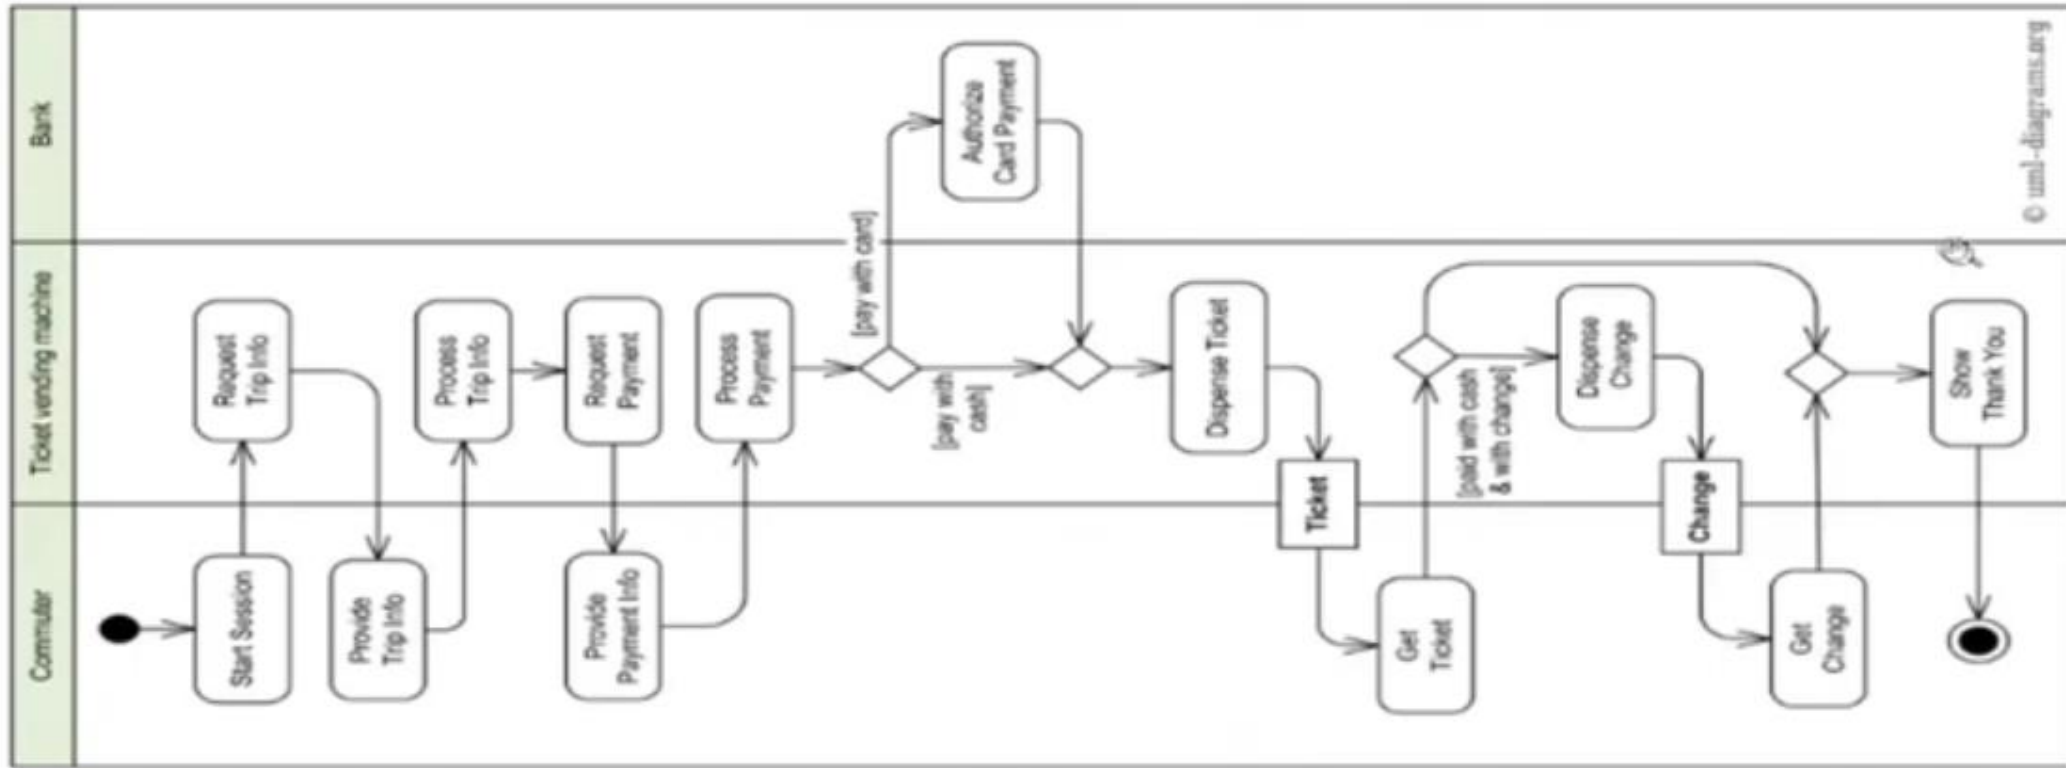 Commuter
Ticket vending machine
Bank
Start Session
Request
Trip Info
Provide
Trip Info
Process
Trip Info
Request
Payment
Provide
Payment Info
Process
Payment
[pay with card]
[pay with
cash]
Authorize
Card Payment
Dispense Ticket
Ticket
Get
Ticket
[paid with cash
& with change]
Dispense
Change
Change
Get
Change
Show
Thank You
© uml-diagrams.org